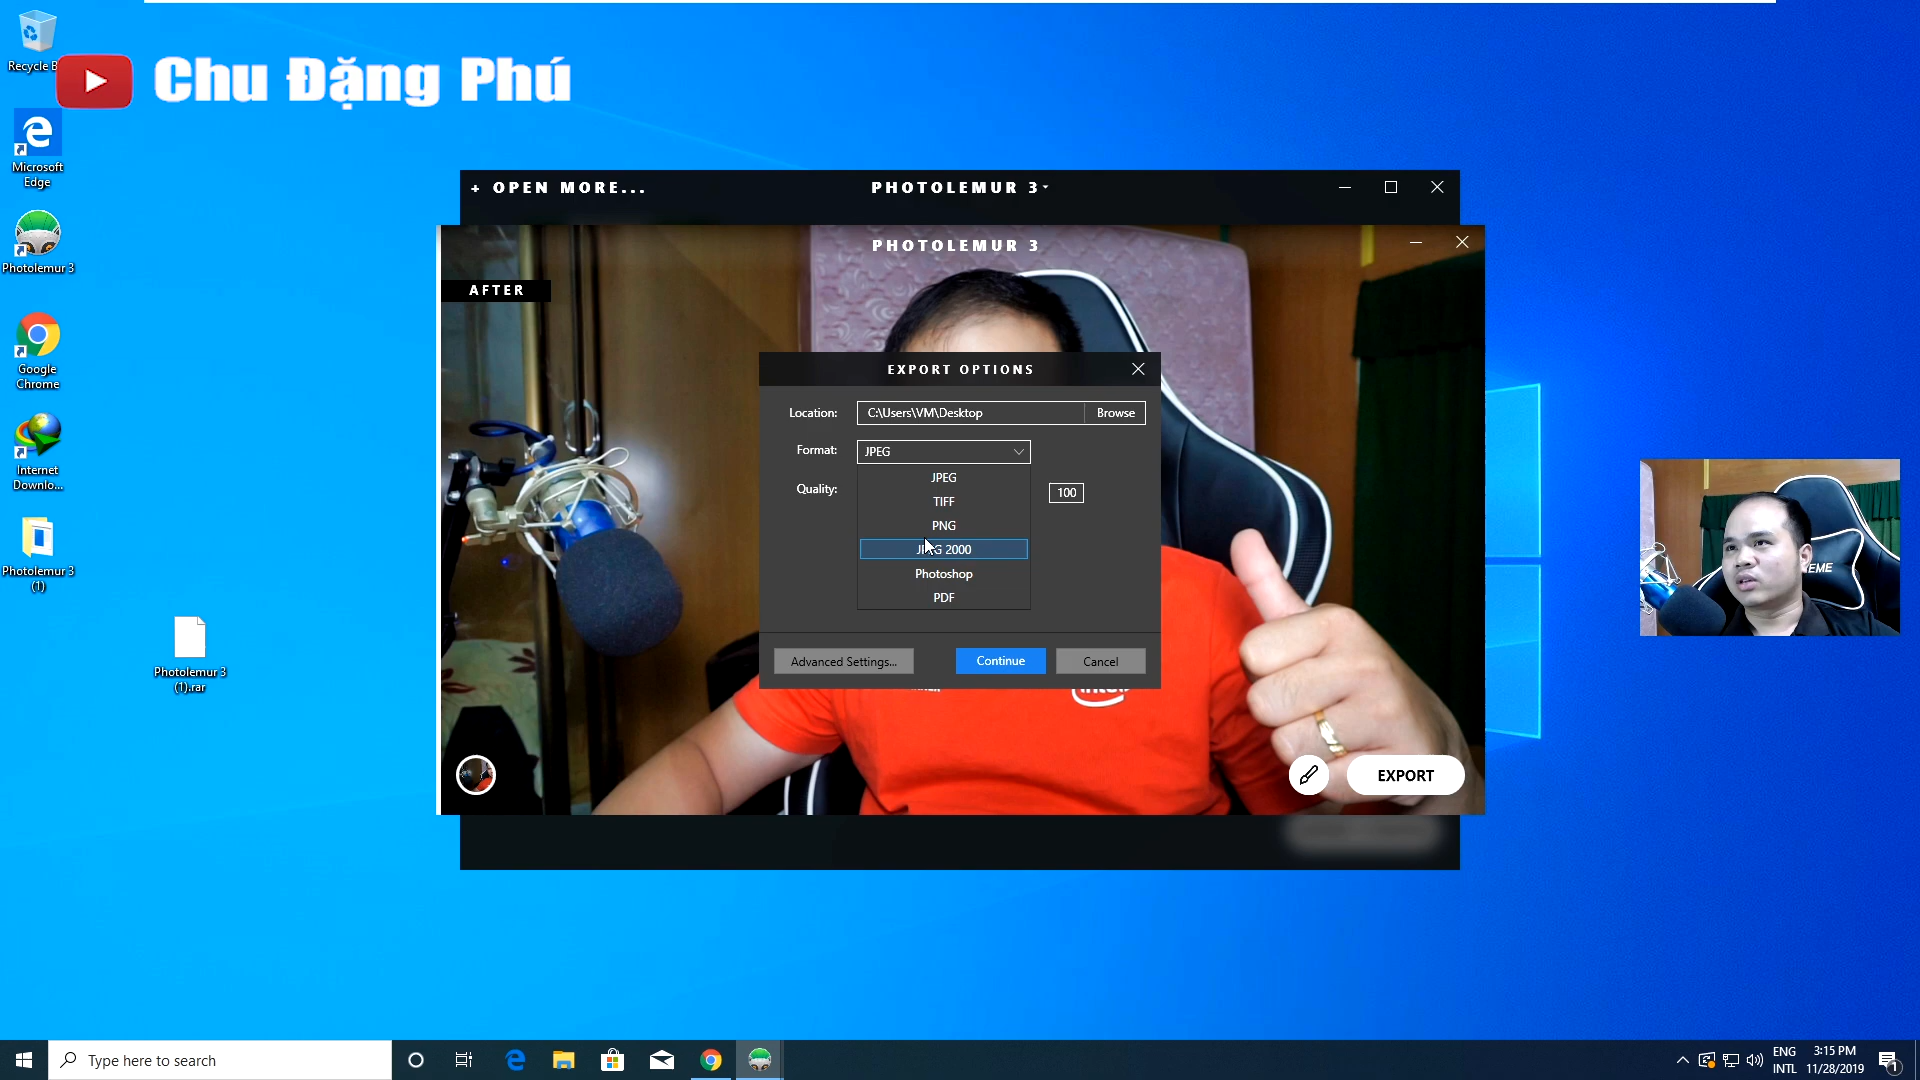 Recycle B
Chu Đặng Phú
Microsoft
Edge
Photolemur 3
Google
Chrome
Internet
Downlo...
Photolemur 3
(1)
Photolemur 3
(1).rar
+ OPEN MORE...
PHOTOLEMUR 3
PHOTOLEMUR 3
AFTER
EXPORT OPTIONS
Location:
C:\Users\VM\Desktop
Browse
Format:
JPEG
JPEG
TIFF
PNG
JPEG 2000
Photoshop
PDF
Quality:
100
Advanced Settings...
Continue
Cancel
EXPORT
Type here to search
ENG
INTL
3:15 PM
11/28/2019
1